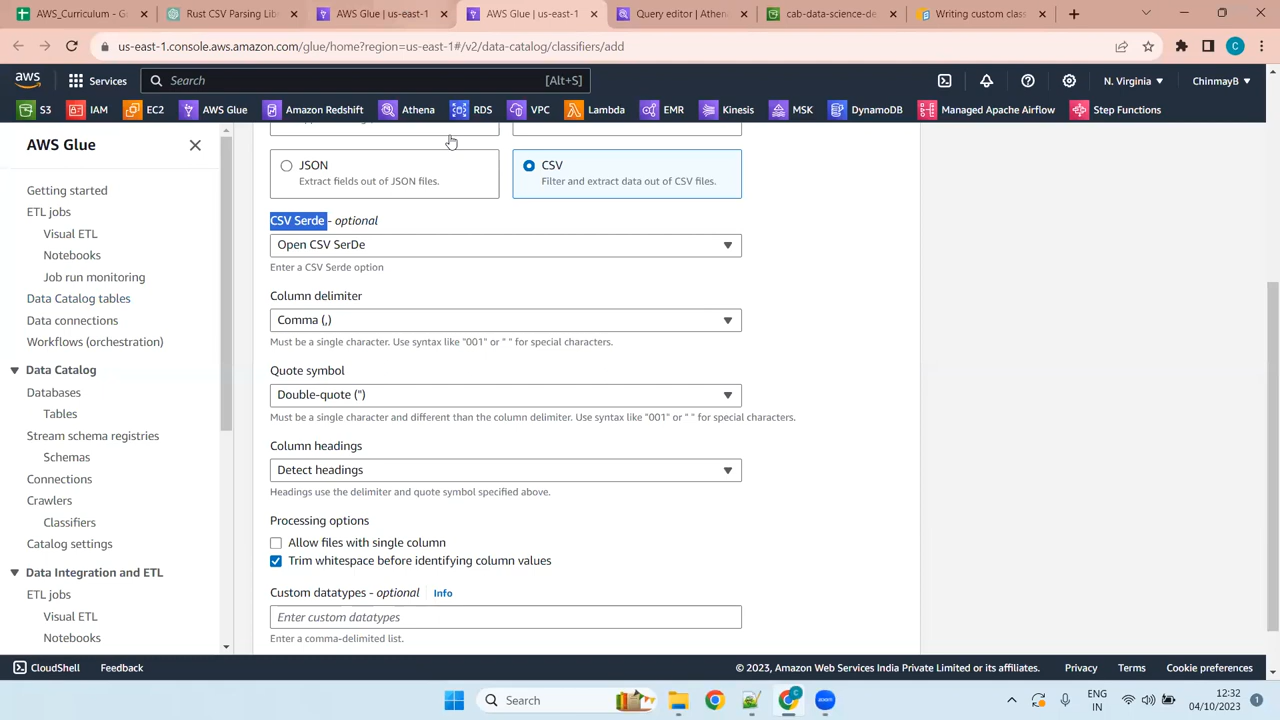 AWS_Curriculum - G
Rust CSV Parsing Lib
AWS Glue | us-east-1
AWS Glue | us-east-1
Query editor | Athen
cab-data-science-de
Writing custom class
us-east-1.console.aws.amazon.com/glue/home?region=us-east-1#/v2/data-catalog/classifiers/add
C
aws
Services
Search
[Alt+S]
N. Virginia
ChinmayB
S3
IAM
EC2
AWS Glue
Amazon Redshift
Athena
RDS
VPC
Lambda
EMR
Kinesis
MSK
DynamoDB
Managed Apache Airflow
Step Functions
AWS Glue
Getting started
ETL jobs
Visual ETL
Notebooks
Job run monitoring
Data Catalog tables
Data connections
Workflows (orchestration)
Data Catalog
Databases
Tables
Stream schema registries
Schemas
Connections
Crawlers
Classifiers
Catalog settings
Data Integration and ETL
ETL jobs
Visual ETL
Notebooks
JSON
Extract fields out of JSON files.
CSV
Filter and extract data out of CSV files.
CSV Serde - optional
Open CSV SerDe
Enter a CSV Serde option
Column delimiter
Comma (,)
Must be a single character. Use syntax like "001" or " " for special characters.
Quote symbol
Double-quote (")
Must be a single character and different than the column delimiter. Use syntax like "001" or " " for special characters.
Column headings
Detect headings
Headings use the delimiter and quote symbol specified above.
Processing options
Allow files with single column
Trim whitespace before identifying column values
Custom datatypes - optional
Info
Enter custom datatypes
Enter a comma-delimited list.
CloudShell
Feedback
© 2023, Amazon Web Services India Private Limited or its affiliates.
Privacy
Terms
Cookie preferences
Search
ENG
IN
12:32
04/10/2023